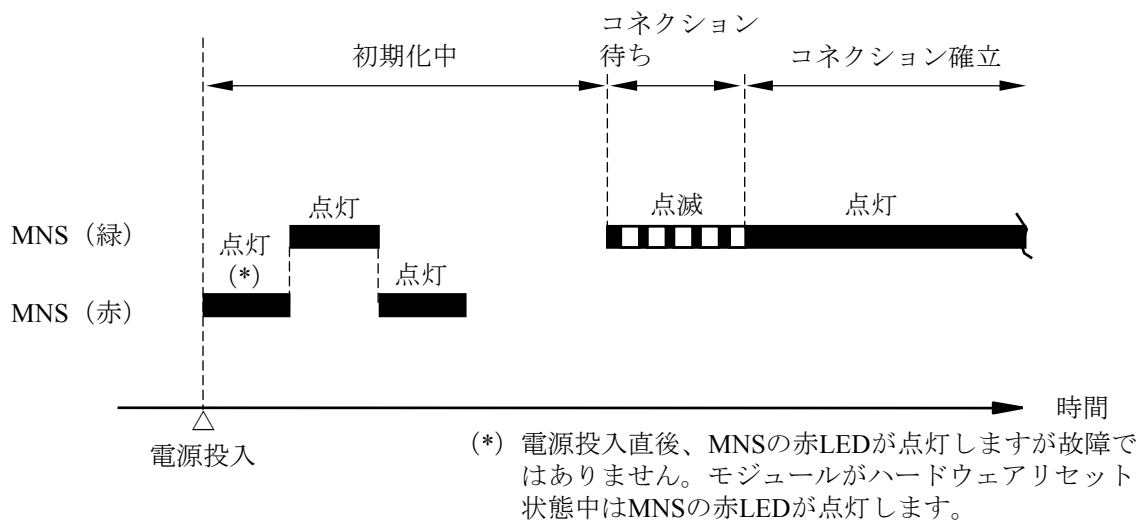 コネクション
待ち
初期化中
コネクション確立
点灯
点滅
点灯
MNS（緑）
点灯
(*)
点灯
MNS（赤）
時間
電源投入
(*) 電源投入直後、MNSの赤LEDが点灯しますが故障で
はありません。モジュールがハードウェアリセット
状態中はMNSの赤LEDが点灯します。